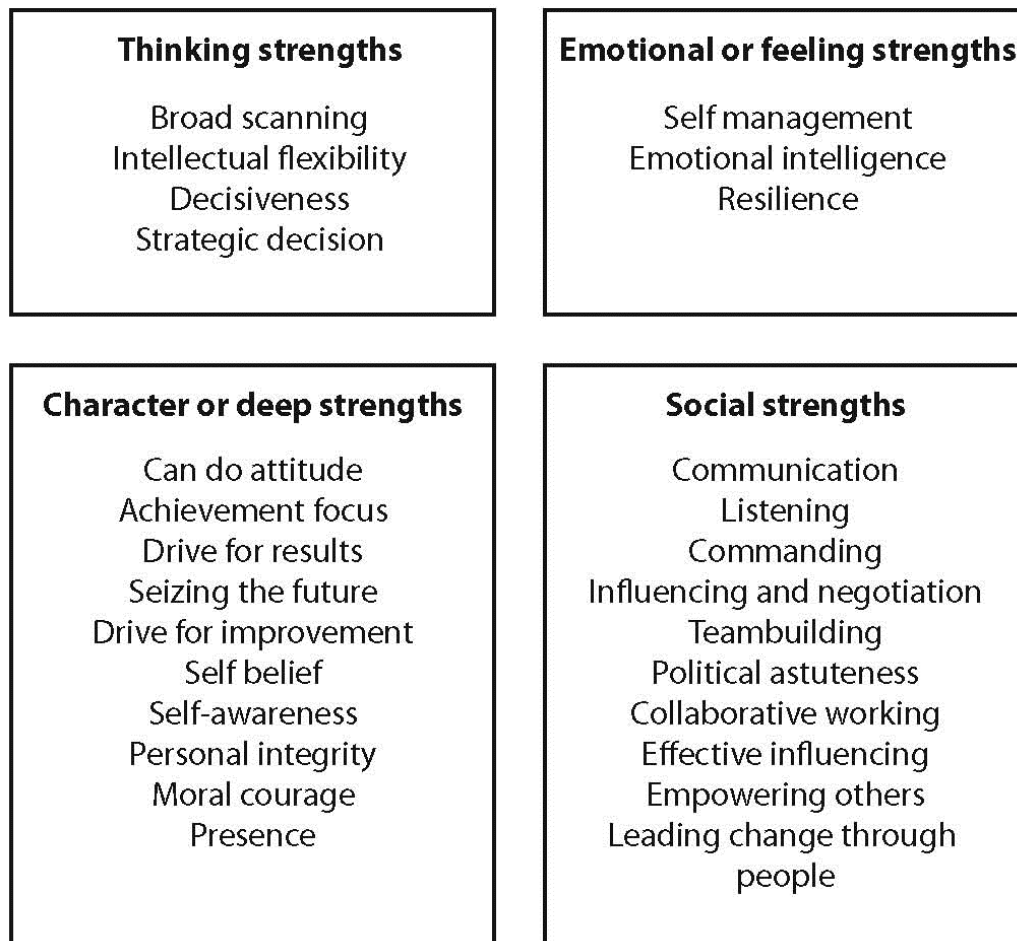 Thinking strengths
Broad scanning
Intellectual flexibility
Decisiveness
Strategic decision
Emotional or feeling strengths
Self management
Emotional intelligence
Resilience
Character or deep strengths
Can do attitude
Achievement focus
Drive for results
Seizing the future
Drive for improvement
Self belief
Self-awareness
Personal integrity
Moral courage
Presence
Social strengths
Communication
Listening
Commanding
Influencing and negotiation
Teambuilding
Political astuteness
Collaborative working
Effective influencing
Empowering others
Leading change through
people